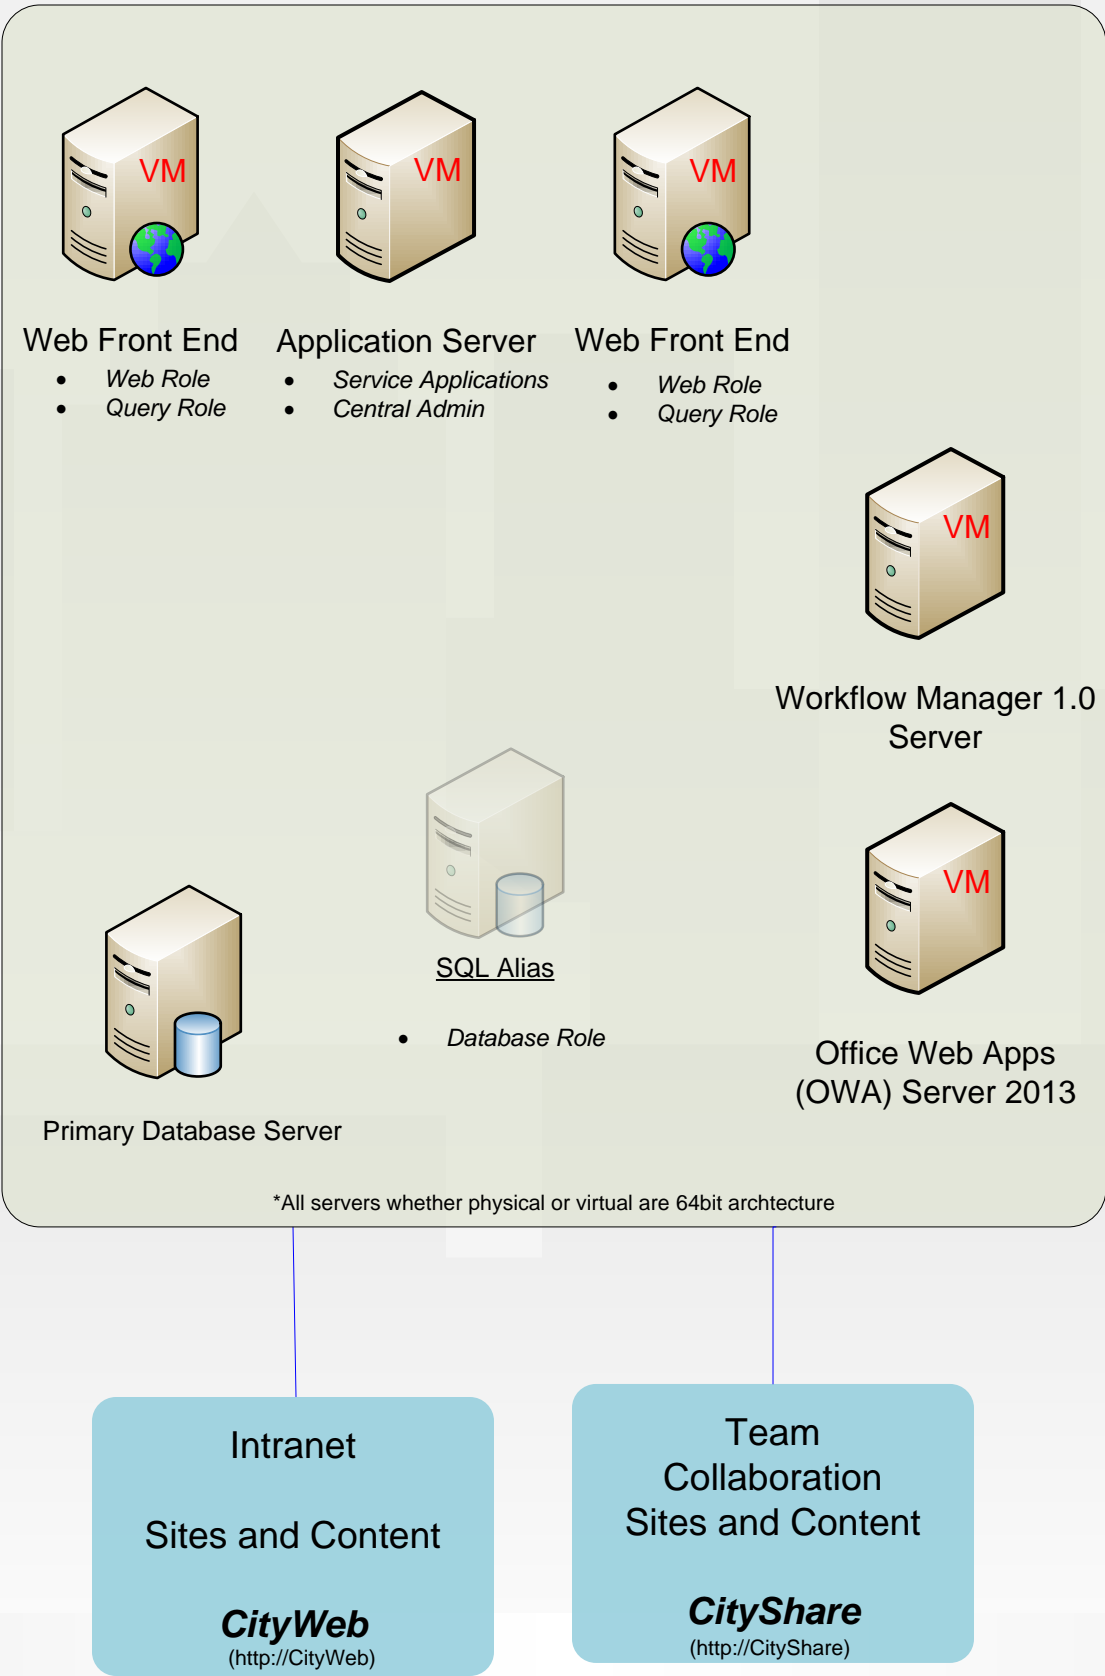 VM
VM
VM
Web Front End
• Web Role
• Query Role
Application Server
• Service Applications
• Central Admin
Web Front End
• Web Role
• Query Role
VM
Workflow Manager 1.0
Server
VM
Office Web Apps
(OWA) Server 2013
SQL Alias
• Database Role
Primary Database Server
*All servers whether physical or virtual are 64bit archtecture
Intranet
Sites and Content
CityWeb
(http://CityWeb)
Team
Collaboration
Sites and Content
CityShare
(http://CityShare)